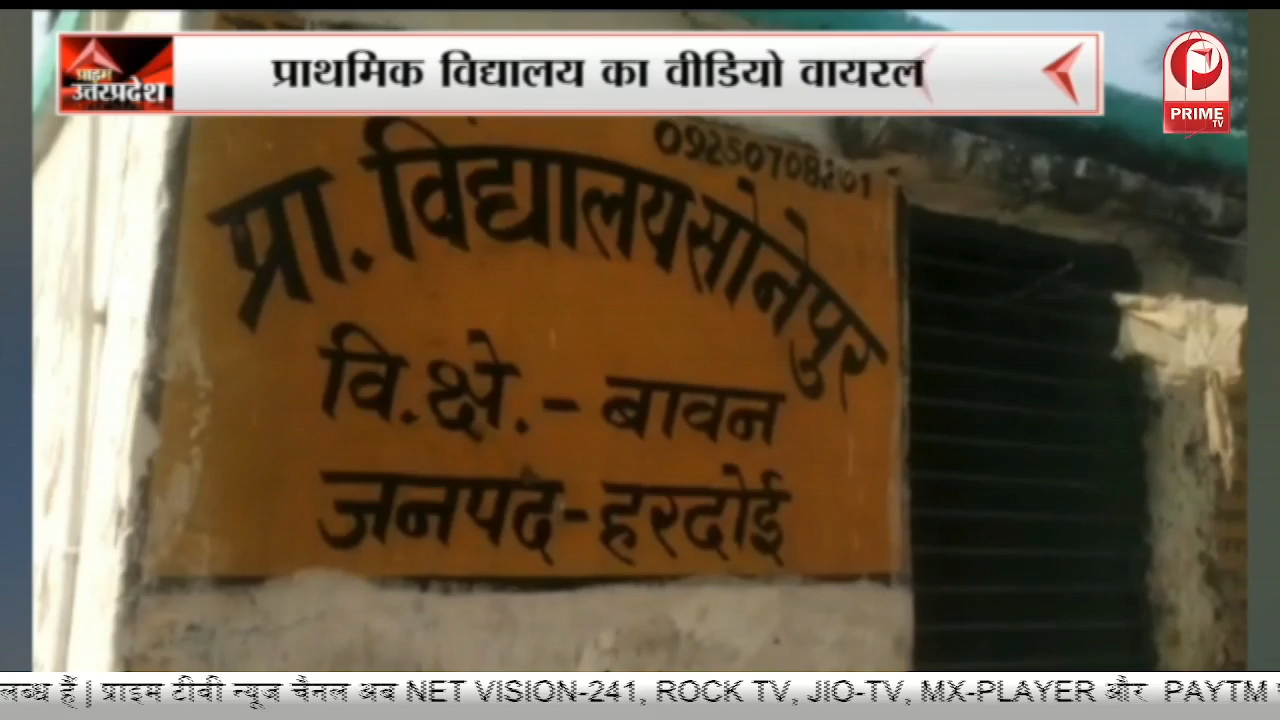 प्राइम
उत्तरप्रदेश
प्राथमिक विद्यालय का वीडियो वायरल
PRIME
TV
प्रा. विद्यालय सोनेपुर
वि.क्षे.-बावन
जनपद-हरदोई
लब्ध हैं | प्राइम टीवी न्यूज चैनल अब NET VISION-241, ROCK TV, JIO-TV, MX-PLAYER और PAYTM